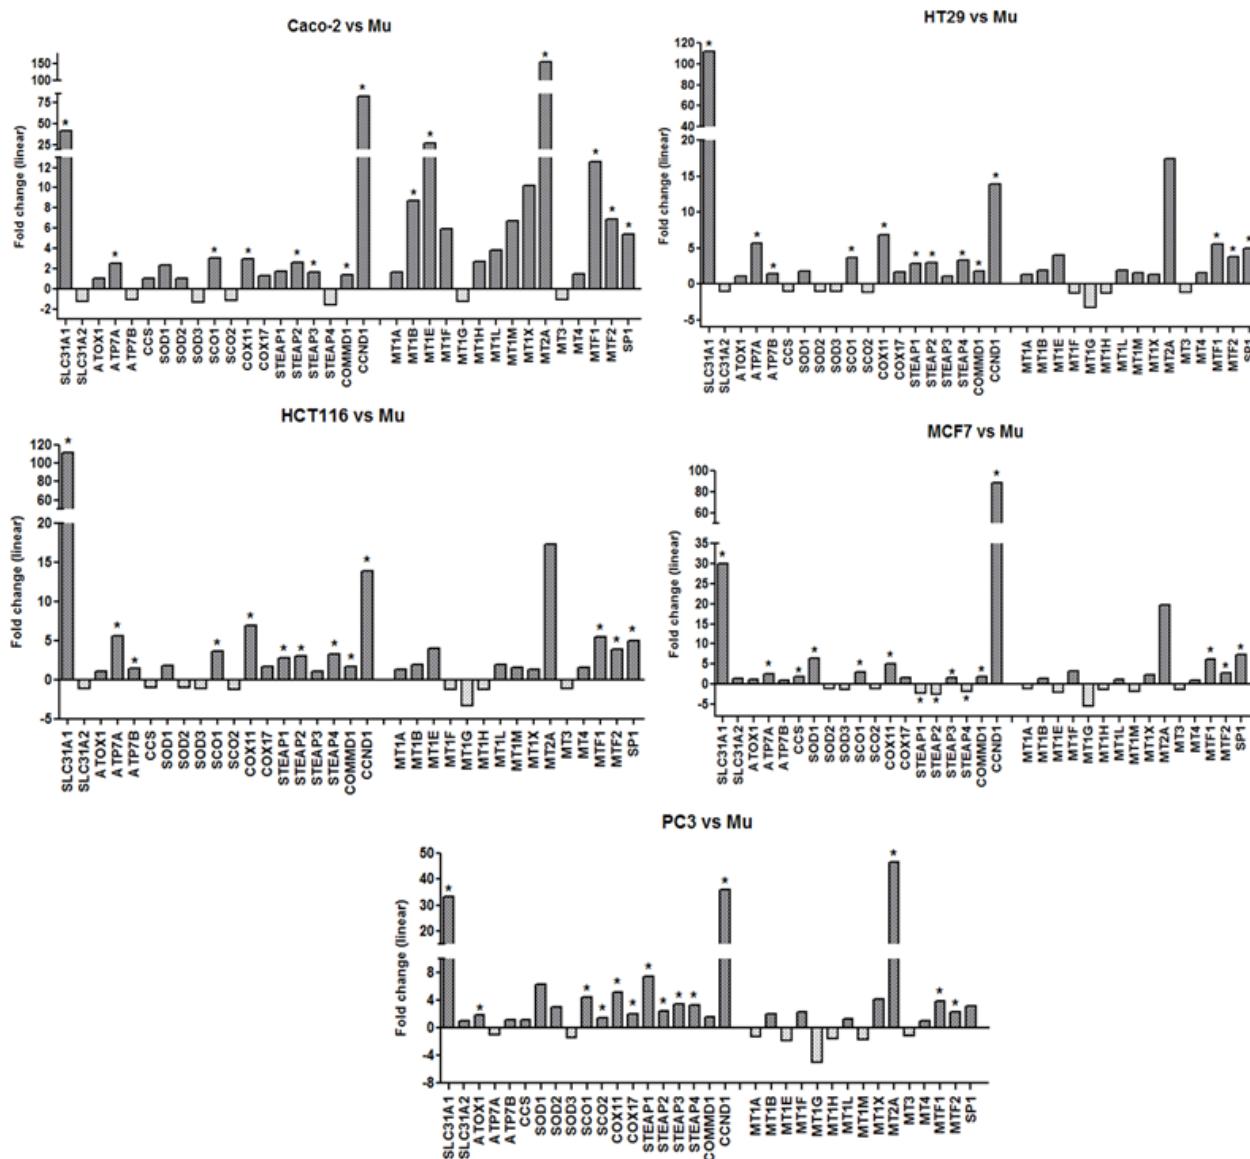 Caco-2 vs Mu
Fold change (linear)
150
100
75
50
25
12
10
8
6
4
2
0
-2
SLC31A1
SLC31A2
ATOX1
ATP7A
ATP7B
CCS
SOD1
SOD2
SOD3
SCO1
SCO2
COX11
COX17
STEAP1
STEAP2
STEAP3
STEAP4
COMMD1
CCND1
MT1A
MT1B
MT1E
MT1F
MT1G
MT1H
MT1L
MT1M
MT1X
MT2A
MT3
MT4
MTF1
MTF2
SP1
HT29 vs Mu
Fold change (linear)
120
100
80
60
40
20
15
10
5
0
-5
SLC31A1
SLC31A2
ATOX1
ATP7A
ATP7B
CCS
SOD1
SOD2
SOD3
SCO1
SCO2
COX11
COX17
STEAP1
STEAP2
STEAP3
STEAP4
COMMD1
CCND1
MT1A
MT1B
MT1E
MT1F
MT1G
MT1H
MT1L
MT1M
MT1X
MT2A
MT3
MT4
MTF1
MTF2
SP1
HCT116 vs Mu
Fold change (linear)
120
100
80
60
20
15
10
5
0
-5
SLC31A1
SLC31A2
ATOX1
ATP7A
ATP7B
CCS
SOD1
SOD2
SOD3
SCO1
SCO2
COX11
COX17
STEAP1
STEAP2
STEAP3
STEAP4
COMMD1
CCND1
MT1A
MT1B
MT1E
MT1F
MT1G
MT1H
MT1L
MT1M
MT1X
MT2A
MT3
MT4
MTF1
MTF2
SP1
MCF7 vs Mu
Fold change (linear)
100
80
60
35
30
25
20
15
10
5
0
-5
SLC31A1
SLC31A2
ATOX1
ATP7A
ATP7B
CCS
SOD1
SOD2
SOD3
SCO1
SCO2
COX11
COX17
STEAP1
STEAP2
STEAP3
STEAP4
COMMD1
CCND1
MT1A
MT1B
MT1E
MT1F
MT1G
MT1H
MT1L
MT1M
MT1X
MT2A
MT3
MT4
MTF1
MTF2
SP1
PC3 vs Mu
Fold change (linear)
50
40
30
20
8
4
0
-4
-8
SLC31A1
SLC31A2
ATOX1
ATP7A
ATP7B
CCS
SOD1
SOD2
SOD3
SCO1
SCO2
COX11
COX17
STEAP1
STEAP2
STEAP3
STEAP4
COMMD1
CCND1
MT1A
MT1B
MT1E
MT1F
MT1G
MT1H
MT1L
MT1M
MT1X
MT2A
MT3
MT4
MTF1
MTF2
SP1